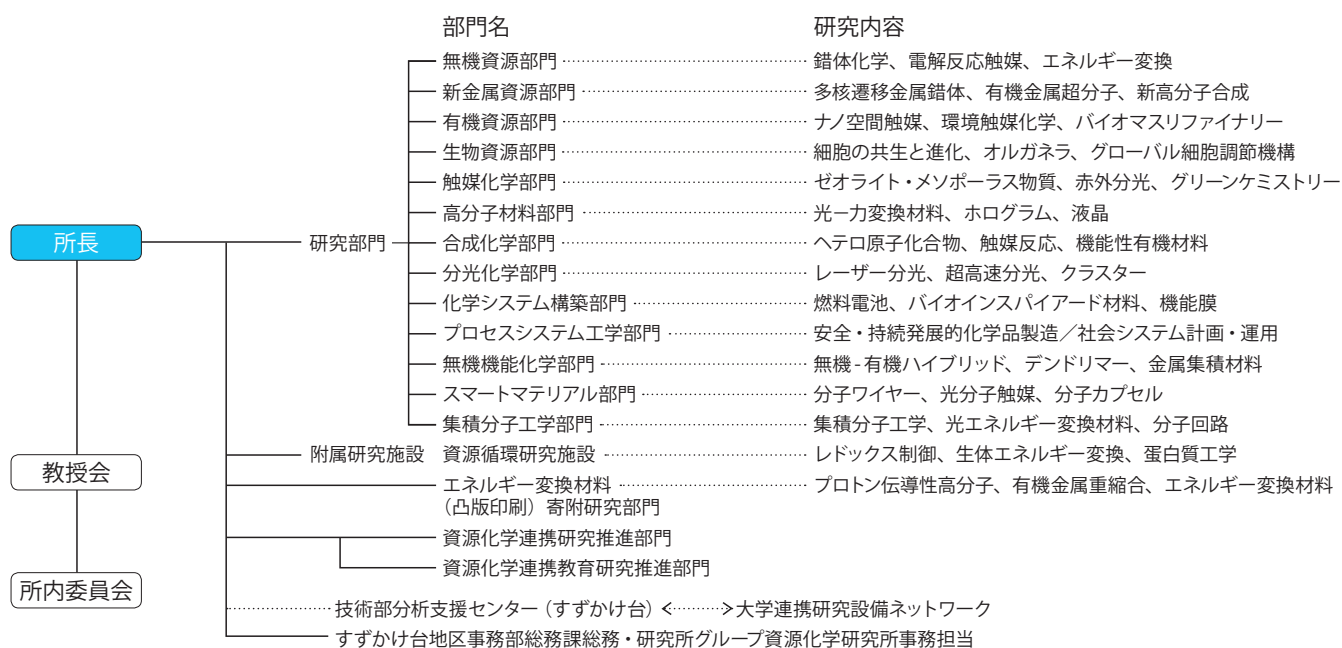 部門名 研究内容
無機資源部門 錯体化学、電解反応触媒、エネルギー変換
新金属資源部門 多核遷移金属錯体、有機金属超分子、新高分子合成
有機資源部門 ナノ空間触媒、環境触媒化学、バイオマスリファイナリー
生物資源部門 細胞の共生と進化、オルガネラ、グローバル細胞調節機構
触媒化学部門 ゼオライト・メソポーラス物質、赤外分光、グリーンケミストリー
高分子材料部門 光ー力変換材料、ホログラム、液晶
所長 研究部門 合成化学部門 ヘテロ原子化合物、触媒反応、機能性有機材料
分光化学部門 レーザー分光、超高速分光、クラスター
化学システム構築部門 燃料電池、バイオインスパイアード材料、機能膜
プロセスシステム工学部門 安全・持続発展的化学品製造／社会システム計画・運用
無機機能化学部門 無機-有機ハイブリッド、デンドリマー、金属集積材料
スマートマテリアル部門 分子ワイヤー、光分子触媒、分子カプセル
集積分子工学部門 集積分子工学、光エネルギー変換材料、分子回路
附属研究施設 資源循環研究施設 レドックス制御、生体エネルギー変換、蛋白質工学
教授会
エネルギー変換材料 プロトン伝導性高分子、有機金属重縮合、エネルギー変換材料
（凸版印刷）寄附研究部門
資源化学連携研究推進部門
資源化学連携教育研究推進部門
所内委員会
技術部分析支援センター（すずかけ台） 大学連携研究設備ネットワーク
すずかけ台地区事務部総務課総務・研究所グループ資源化学研究所事務担当